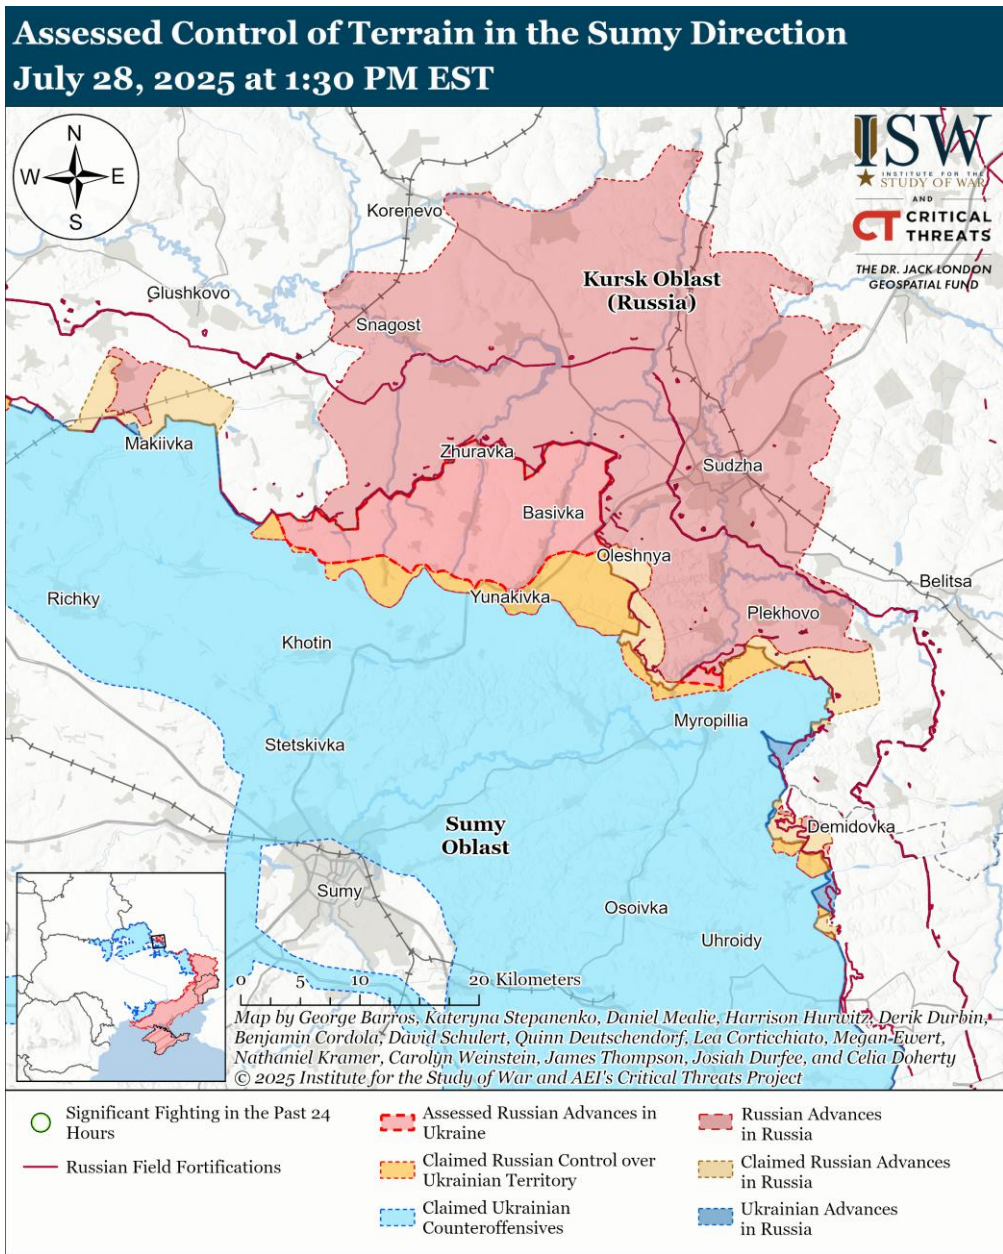 Assessed Control of Terrain in the Sumy Direction
July 28, 2025 at 1:30 PM EST
N
W E
S
ISW
INSTITUTE FOR THE
STUDY OF WAR
AND
CT CRITICAL
THREATS
THE DR. JACK LONDON
GEOSPATIAL FUND
Korenevo
Kursk Oblast
(Russia)
Glushkovo
Snagost
Makiivka
Zhuravka
Sudzha
Basivka
Oleshnya
Belitsa
Richky
Yunakivka
Plekhovo
Khotin
Myropillia
Stetskivka
Sumy
Oblast
Demidovka
Sumy
Osoivka
Uhroidy
0 5 10 20 Kilometers
Map by George Barros, Kateryna Stepanenko, Daniel Mealie, Harrison Hurwitz, Derik Durbin,
Benjamin Cordola, David Schulert, Quinn Deutschendorf, Lea Corticchiato, Megan Ewert,
Nathaniel Kramer, Carolyn Weinstein, James Thompson, Josiah Durfee, and Celia Doherty
© 2025 Institute for the Study of War and AEI's Critical Threats Project
Significant Fighting in the Past 24
Hours
Russian Field Fortifications
Assessed Russian Advances in
Ukraine
Claimed Russian Control over
Ukrainian Territory
Claimed Ukrainian
Counteroffensives
Russian Advances
in Russia
Claimed Russian Advances
in Russia
Ukrainian Advances
in Russia